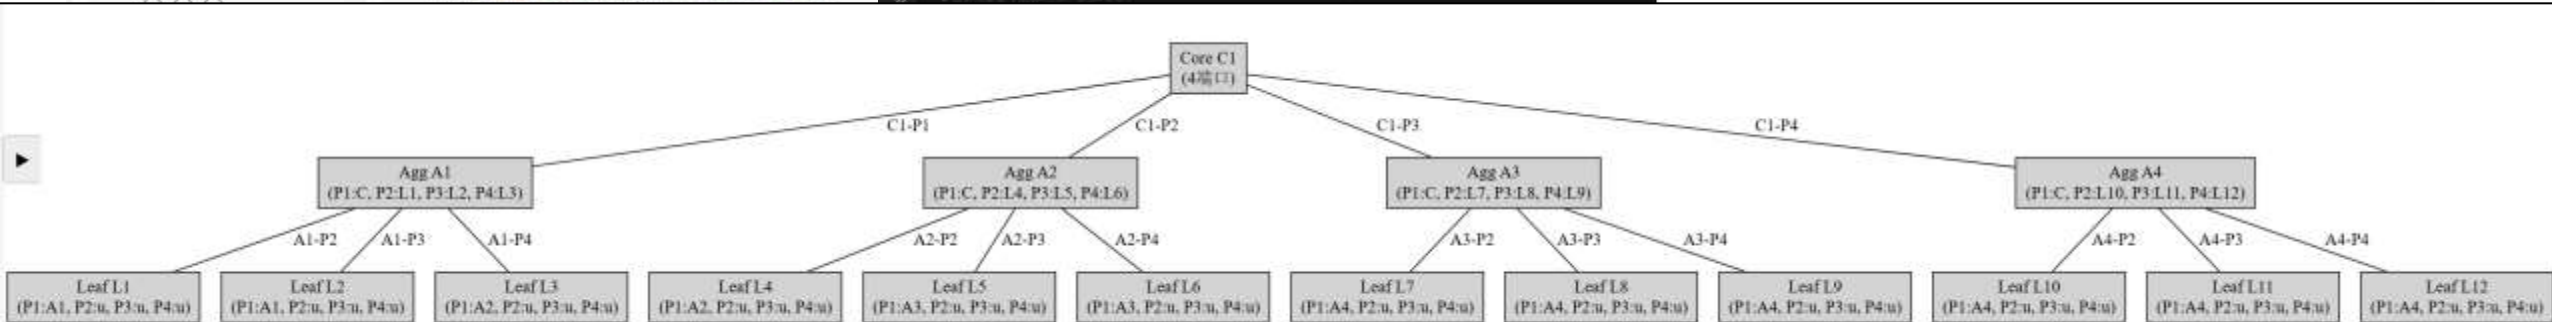 Core C1
(4端口)
C1-P1
C1-P2
C1-P3
C1-P4
Agg A1
(P1:C, P2:L1, P3:L2, P4:L3)
Agg A2
(P1:C, P2:L4, P3:L5, P4:L6)
Agg A3
(P1:C, P2:L7, P3:L8, P4:L9)
Agg A4
(P1:C, P2:L10, P3:L11, P4:L12)
A1-P2
A1-P3
A1-P4
A2-P2
A2-P3
A2-P4
A3-P2
A3-P3
A3-P4
A4-P2
A4-P3
A4-P4
Leaf L1
(P1:A1, P2:u, P3:u, P4:u)
Leaf L2
(P1:A1, P2:u, P3:u, P4:u)
Leaf L3
(P1:A2, P2:u, P3:u, P4:u)
Leaf L4
(P1:A2, P2:u, P3:u, P4:u)
Leaf L5
(P1:A3, P2:u, P3:u, P4:u)
Leaf L6
(P1:A3, P2:u, P3:u, P4:u)
Leaf L7
(P1:A4, P2:u, P3:u, P4:u)
Leaf L8
(P1:A4, P2:u, P3:u, P4:u)
Leaf L9
(P1:A4, P2:u, P3:u, P4:u)
Leaf L10
(P1:A4, P2:u, P3:u, P4:u)
Leaf L11
(P1:A4, P2:u, P3:u, P4:u)
Leaf L12
(P1:A4, P2:u, P3:u, P4:u)